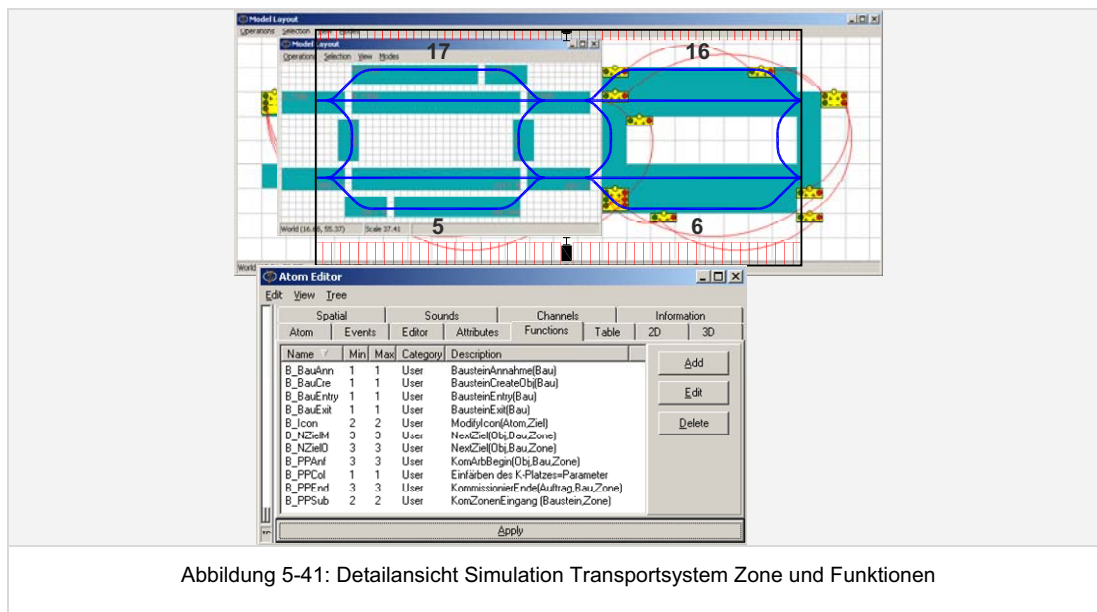 Model Layout
Operations Selection View Modes
Model Layout
Operations Selection View Modes
17
16
5
6
World (16.66, 55.37) Scale 37.41
World
Atom Editor
Edit View Tree
Spatial Sounds Channels Information
Atom Events Editor Attributes Functions Table 2D 3D
Name Min Max Category Description
B_BauAnn 1 1 User BausteinAnnahme(Bau)
B_BauCre 1 1 User BausteinCreateObj(Bau)
B_BauEntry 1 1 User BausteinEntry(Bau)
B_BauExit 1 1 User BausteinExit(Bau)
B_Icon 2 2 User ModifyIcon(Atom,Ziel)
B_NZielM 3 3 User NextZiel(Obj,Bau,Zone)
B_NZielO 3 3 User NextZiel(Obj,Bau,Zone)
B_PPAnf 3 3 User KomArbBegin(Obj,Bau,Zone)
B_PPCol 1 1 User Einfärben des K-Platzes=Parameter
B_PPEnd 3 3 User KommissionierEnde(Auftrag,Bau,Zone)
B_PPSub 2 2 User KomZonenEingang (Baustein,Zone)
Add
Edit
Delete
Apply
Abbildung 5-41: Detailansicht Simulation Transportsystem Zone und Funktionen